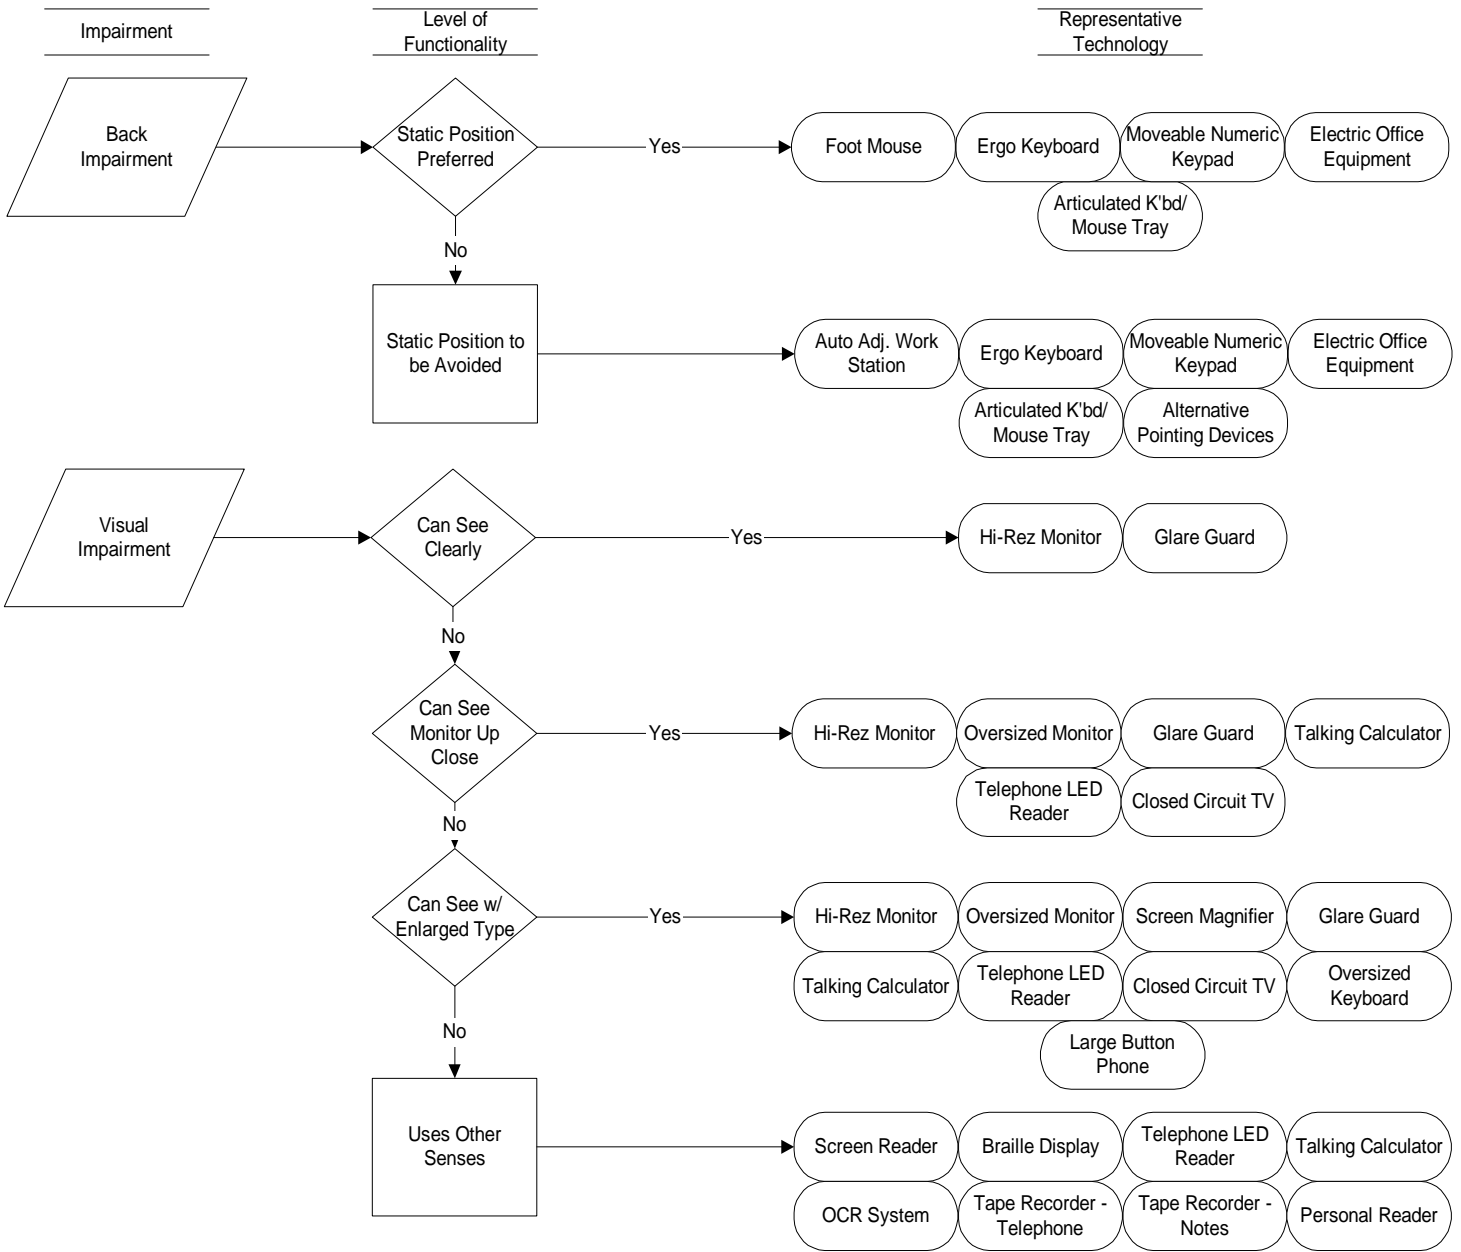 Impairment
Level of
Functionality
Representative
Technology
Back
Impairment
Static Position
Preferred
Yes
Foot Mouse
Ergo Keyboard
Moveable Numeric
Keypad
Electric Office
Equipment
Articulated K'bd/
Mouse Tray
No
Static Position to
be Avoided
Auto Adj. Work
Station
Ergo Keyboard
Moveable Numeric
Keypad
Electric Office
Equipment
Articulated K'bd/
Mouse Tray
Alternative
Pointing Devices
Visual
Impairment
Can See
Clearly
Yes
Hi-Rez Monitor
Glare Guard
No
Can See
Monitor Up
Close
Yes
Hi-Rez Monitor
Oversized Monitor
Glare Guard
Talking Calculator
Telephone LED
Reader
Closed Circuit TV
No
Can See w/
Enlarged Type
Yes
Hi-Rez Monitor
Oversized Monitor
Screen Magnifier
Glare Guard
Talking Calculator
Telephone LED
Reader
Closed Circuit TV
Oversized
Keyboard
Large Button
Phone
No
Uses Other
Senses
Screen Reader
Braille Display
Telephone LED
Reader
Talking Calculator
OCR System
Tape Recorder -
Telephone
Tape Recorder -
Notes
Personal Reader